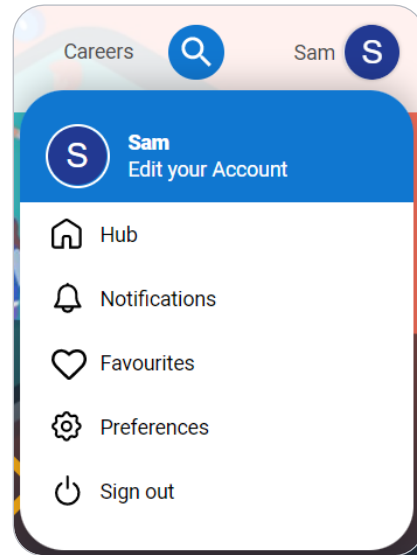 Careers
Sam S
S
Sam
Edit your Account
Hub
Notifications
Favourites
Preferences
Sign out